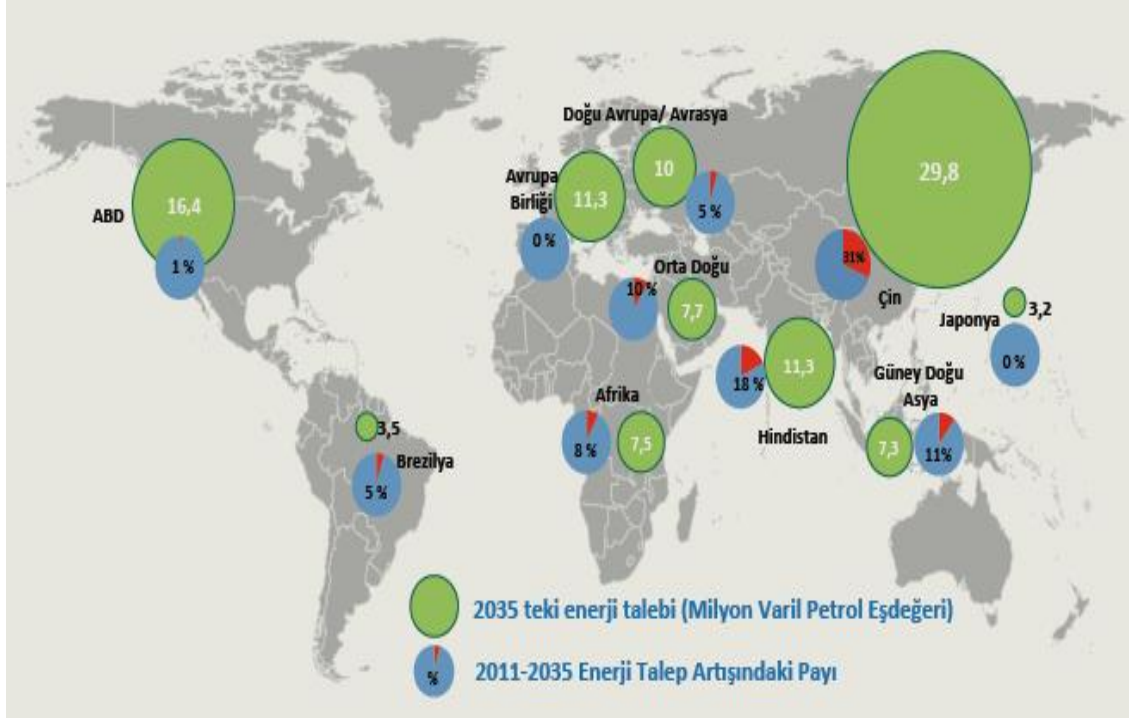 Doğu Avrupa/ Avrasya
10
29,8
Avrupa
Birliği
11,3
5 %
ABD
16,4
0 %
1 %
31%
Orta Doğu
10 %
7,7
Çin
3,2
Japonya
0 %
11,3
18 %
Güney Doğu
Asya
Afrika
3,5
Hindistan
7,3
11%
8 %
7,5
Brezilya
5 %
2035 teki enerji talebi (Milyon Varil Petrol Eşdeğeri)
%
2011-2035 Enerji Talep Artışındaki Payı